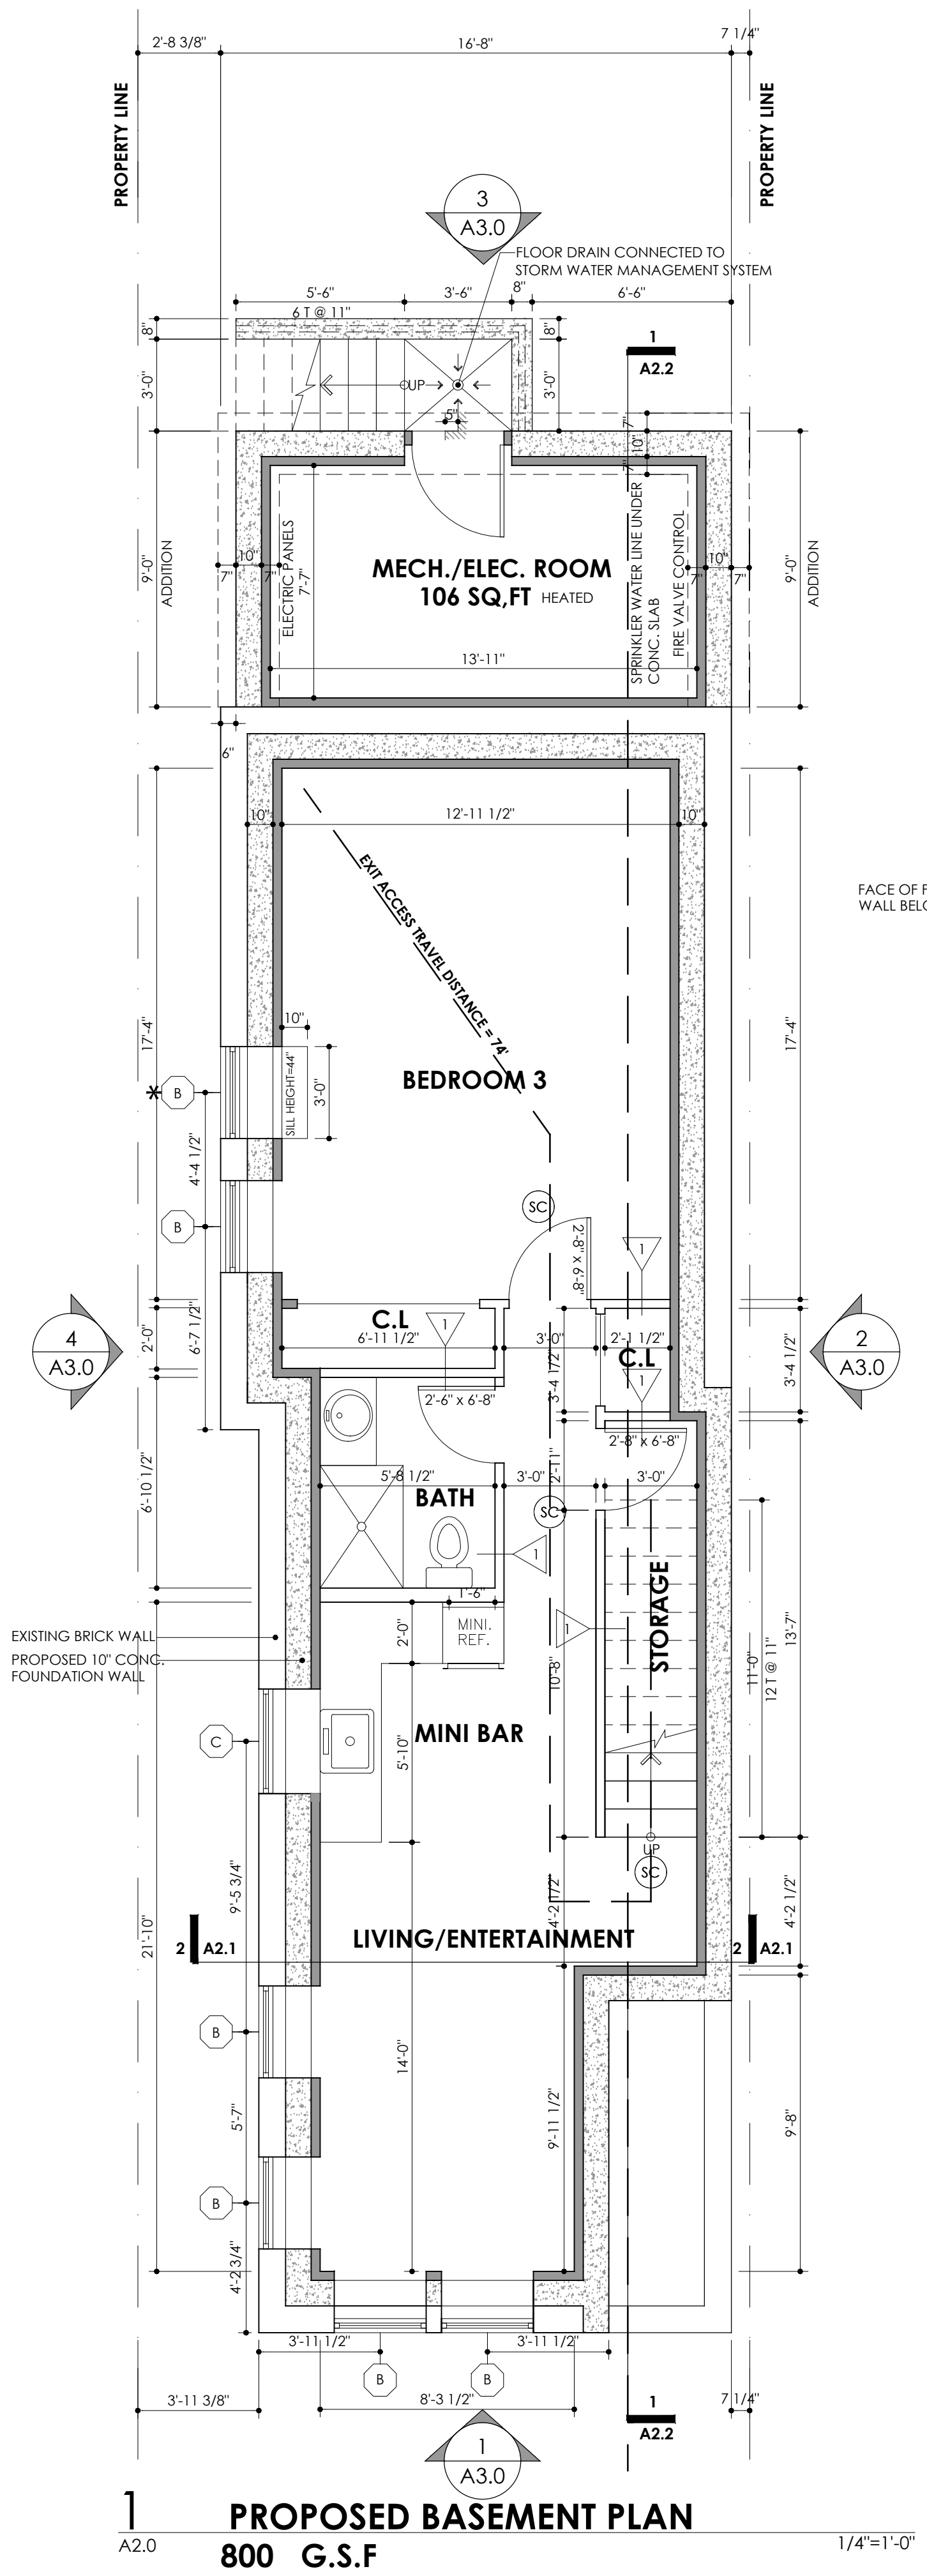 2'-8 3/8"
16'-8"
7 1/4"
PROPERTY LINE
PROPERTY LINE
3
A3.0
FLOOR DRAIN CONNECTED TO
STORM WATER MANAGEMENT SYSTEM
5'-6"
3'-6"
8"
6'-6"
6 T @ 11"
8"
8"
1
A2.2
3'-0"
UP
3'-0"
5"
7"
10"
7"
9'-0"
ADDITION
10"
7"
7"
ELECTRIC PANELS
7'-7"
MECH./ELEC. ROOM
106 SQ,FT HEATED
SPRINKLER WATER LINE UNDER
CONC. SLAB
FIRE VALVE CONTROL
10"
7"
7"
9'-0"
ADDITION
13'-11"
6"
10"
12'-11 1/2"
10"
EXIT ACCESS TRAVEL DISTANCE = 74'
FACE OF F
WALL BELO
17'-4"
17'-4"
10"
SILL HEIGHT=44"
3'-0"
BEDROOM 3
*
B
4'-4 1/2"
SC
B
2'-8" x 6'-8"
1
4
A3.0
2'-0"
6'-7 1/2"
C.L
1
6'-11 1/2"
3'-0"
2'-1 1/2"
C.L
3'-4 1/2"
3'-4 1/2"
2
A3.0
1
2'-6" x 6'-8"
2'-8" x 6'-8"
6'-10 1/2"
5'-8 1/2"
3'-0"
2'-11"
3'-0"
BATH
SC
1
STORAGE
1'-6"
1
13'-7"
EXISTING BRICK WALL
PROPOSED 10" CONC.
FOUNDATION WALL
2'-0"
MINI.
REF.
10'-8"
11'-0"
12 T @ 11"
C
MINI BAR
5'-10"
UP
SC
9'-5 3/4"
4'-2 1/2"
4'-2 1/2"
21'-10"
2
A2.1
LIVING/ENTERTAINMENT
2
A2.1
B
14'-0"
5'-7"
9'-11 1/2"
9'-8"
B
4'-2 3/4"
3'-11 1/2"
3'-11 1/2"
B
B
3'-11 3/8"
8'-3 1/2"
1
A2.2
7 1/4"
1
A3.0
1
A2.0
PROPOSED BASEMENT PLAN
1/4"=1'-0"
800 G.S.F